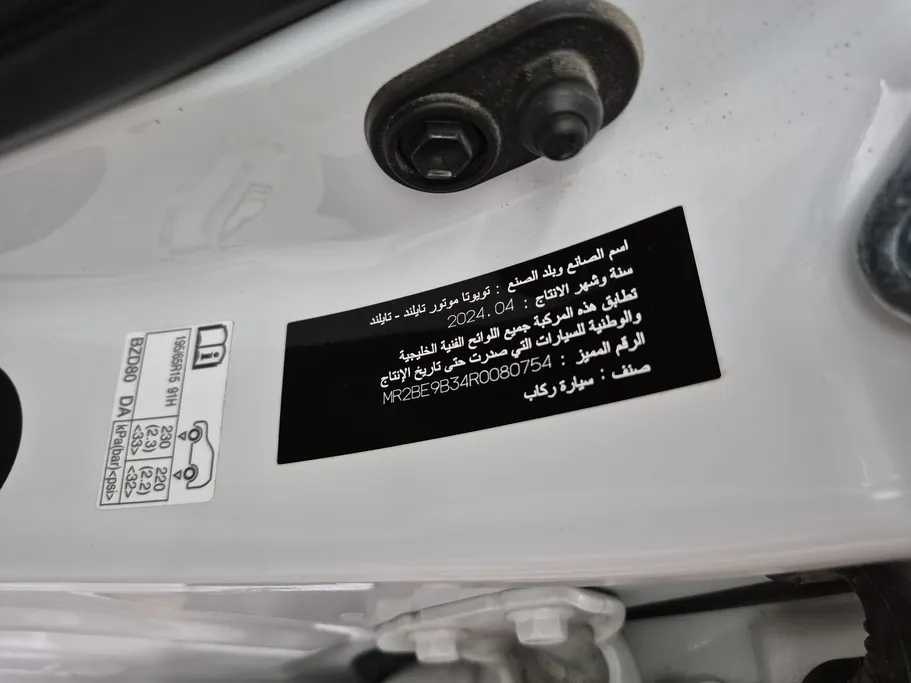 اسم الصانع وبلد الصنع : تويوتا موتور تايلند - تايلند
سنة وشهر الانتاج : 2024.04
تطابق هذه المركبة جميع اللوائح الفنية الخليجية
والوطنية للسيارات التي صدرت حتى تاريخ الإنتاج
الرقم المميز : MR2BE9B34R0080754
صنف : سيارة ركاب
i
195/65R15 91H
230 220
(2.3) (2.2)
<33> <32>
BZD80 DA kPa(bar)<psi>